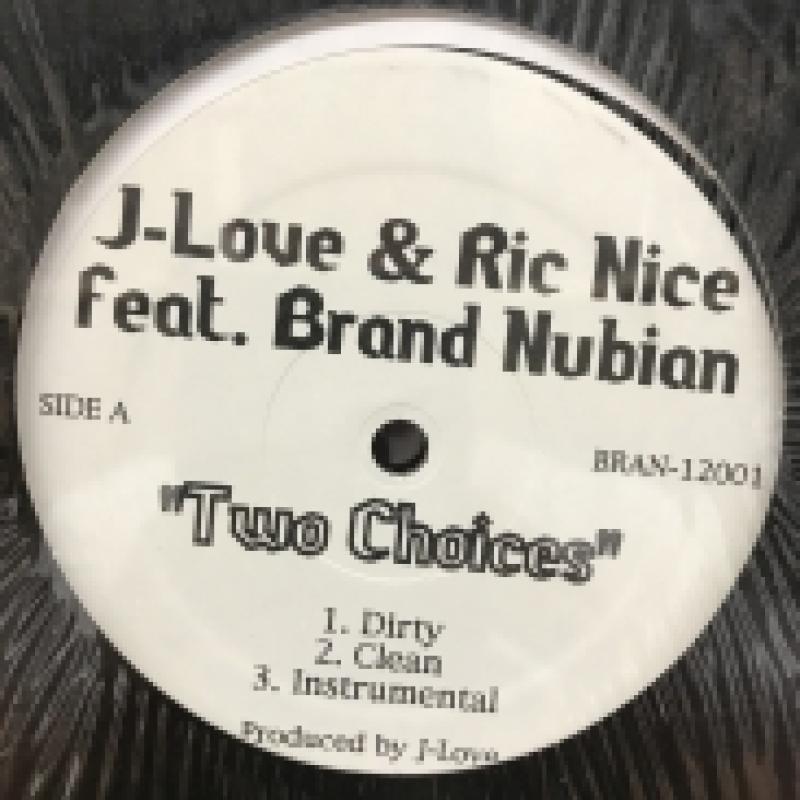 J-Love & Ric Nice
feat. Brand Nubian
SIDE A
BRAN-12001
"Two Choices"
1. Dirty
2. Clean
3. Instrumental
Produced by J-Love